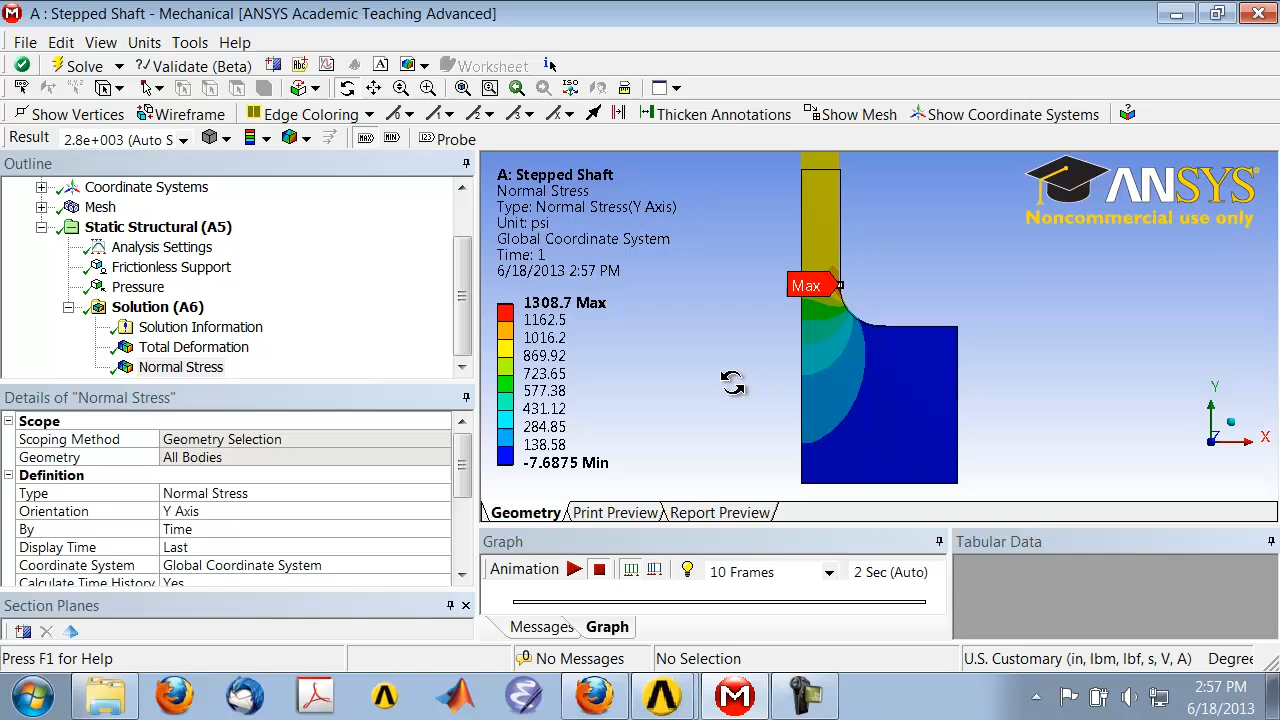 A : Stepped Shaft - Mechanical [ANSYS Academic Teaching Advanced]
File Edit View Units Tools Help
Solve ?/Validate (Beta) Worksheet
Show Vertices Wireframe Edge Coloring Thicken Annotations Show Mesh Show Coordinate Systems
Result 2.8e+003 (Auto S MAX MIN Probe
Outline
Coordinate Systems
Mesh
Static Structural (A5)
Analysis Settings
Frictionless Support
Pressure
Solution (A6)
Solution Information
Total Deformation
Normal Stress
Details of "Normal Stress"
Scope
Scoping Method Geometry Selection
Geometry All Bodies
Definition
Type Normal Stress
Orientation Y Axis
By Time
Display Time Last
Coordinate System Global Coordinate System
Calculate Time History Yes
Section Planes
A: Stepped Shaft
Normal Stress
Type: Normal Stress(Y Axis)
Unit: psi
Global Coordinate System
Time: 1
6/18/2013 2:57 PM
1308.7 Max
1162.5
1016.2
869.92
723.65
577.38
431.12
284.85
138.58
-7.6875 Min
Max
ANSYS
Noncommercial use only
Y
Z
X
Geometry Print Preview Report Preview
Graph
Animation 10 Frames 2 Sec (Auto)
Messages Graph
Tabular Data
Press F1 for Help 0 No Messages No Selection U.S. Customary (in, lbm, lbf, s, V, A) Degree
2:57 PM
6/18/2013